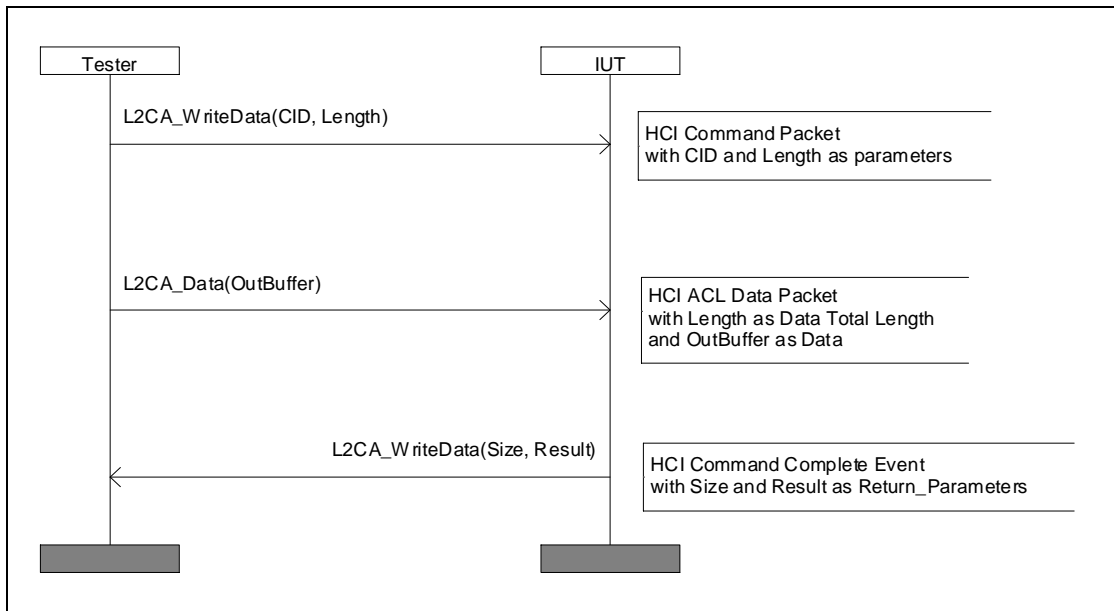 Tester
IUT
L2CA_WriteData(CID, Length)
HCI Command Packet
with CID and Length as parameters
L2CA_Data(OutBuffer)
HCI ACL Data Packet
with Length as Data Total Length
and OutBuffer as Data
L2CA_WriteData(Size, Result)
HCI Command Complete Event
with Size and Result as Return_Parameters